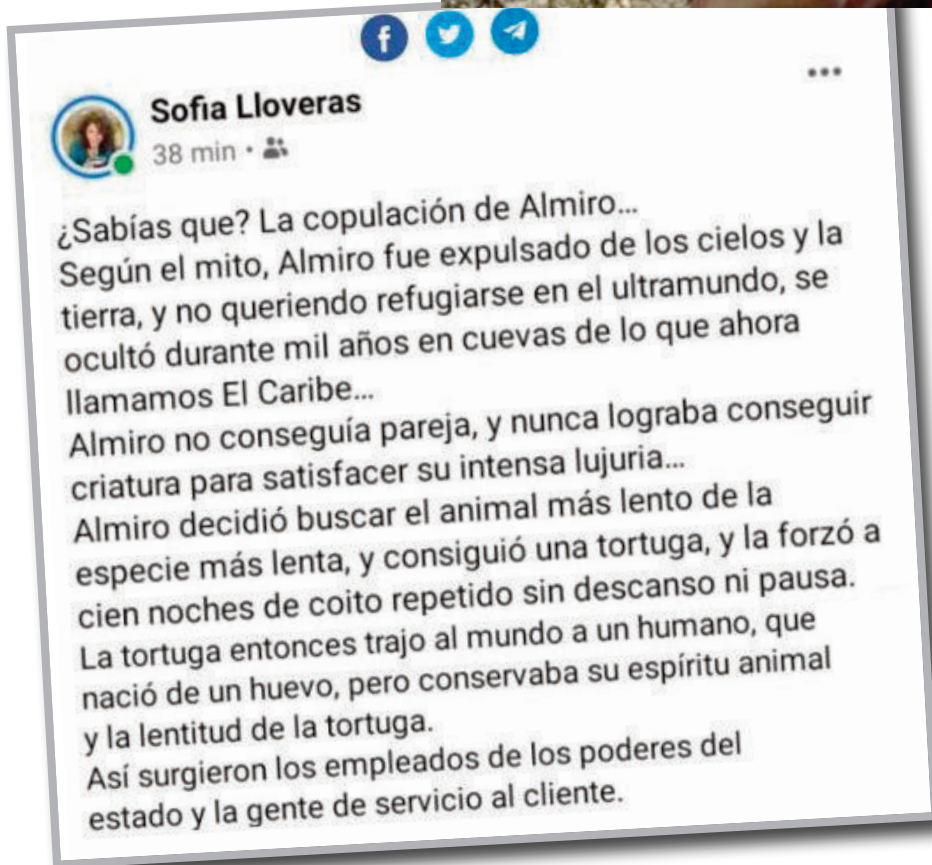 Sofia Lloveras
38 min ·
¿Sabías que? La copulación de Almiro...
Según el mito, Almiro fue expulsado de los cielos y la
tierra, y no queriendo refugiarse en el ultramundo, se
ocultó durante mil años en cuevas de lo que ahora
llamamos El Caribe...
Almiro no conseguía pareja, y nunca lograba conseguir
criatura para satisfacer su intensa lujuria...
Almiro decidió buscar el animal más lento de la
especie más lenta, y consiguió una tortuga, y la forzó a
cien noches de coito repetido sin descanso ni pausa.
La tortuga entonces trajo al mundo a un humano, que
nació de un huevo, pero conservaba su espíritu animal
y la lentitud de la tortuga.
Así surgieron los empleados de los poderes del
estado y la gente de servicio al cliente.